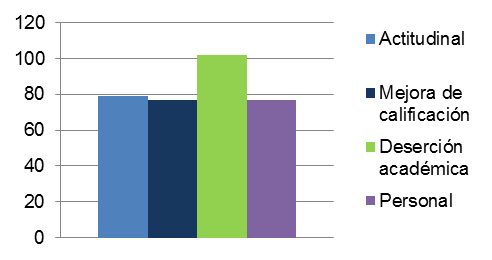 120
100
80
60
40
20
0
Actitudinal
Mejora de
calificación
Deserción
académica
Personal